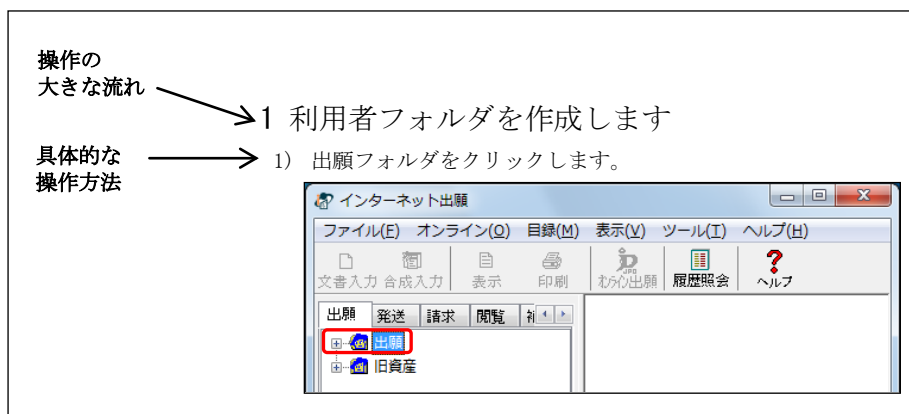 操作の
大きな流れ
1 利用者フォルダを作成します
具体的な
操作方法
1) 出願フォルダをクリックします。
インターネット出願
ファイル(F) オンライン(O) 目録(M) 表示(V) ツール(T) ヘルプ(H)
文書入力 合成入力 表示 印刷 むらづ出願 履歴照会 ヘルプ
出願 発送 請求 閲覧
出願
旧資産